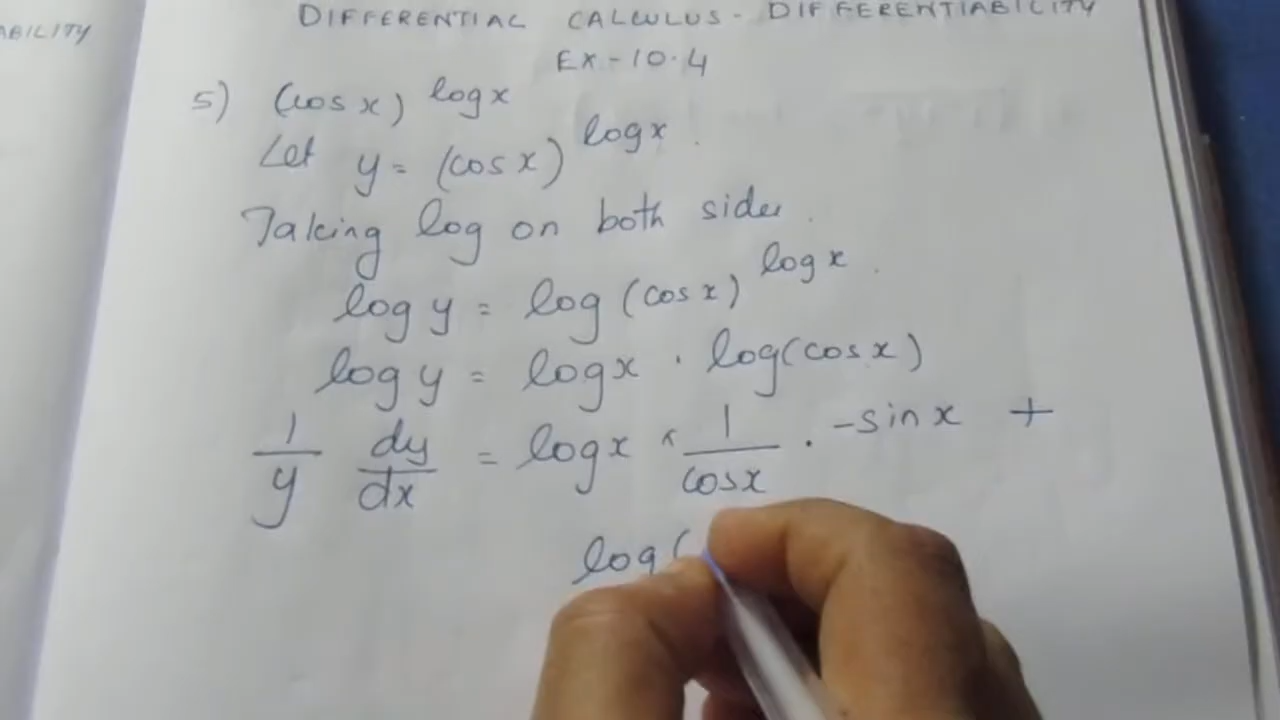 ABILITY
DIFFERENTIAL CALCULUS - DIFFERENTIABILITY
EX-10.4
5) (cos x) log x
Let y = (cos x) log x.
Taking log on both sides.
log y = log (cos x) log x.
log y = log x . log(cos x)
1/y dy/dx = log x × 1/cos x . -sin x +
log(